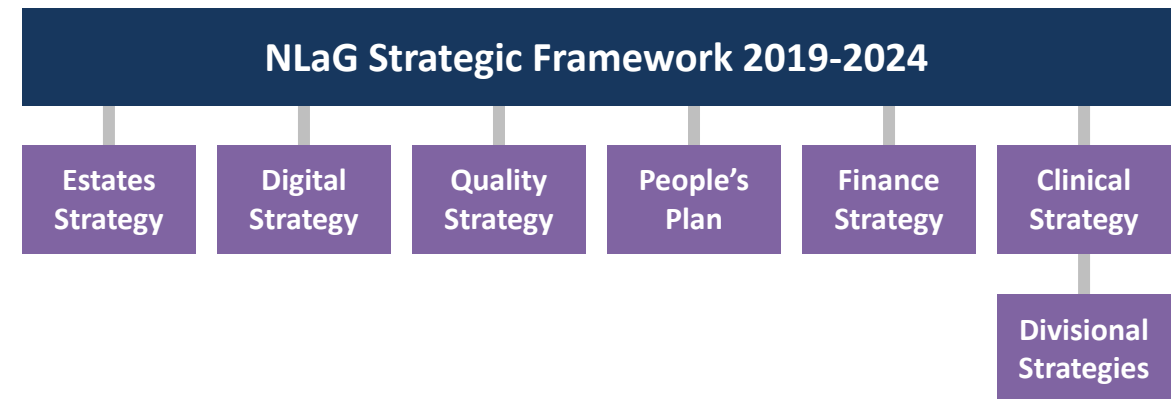 NLaG Strategic Framework 2019-2024
Estates
Strategy
Digital
Strategy
Quality
Strategy
People’s
Plan
Finance
Strategy
Clinical
Strategy
Divisional
Strategies